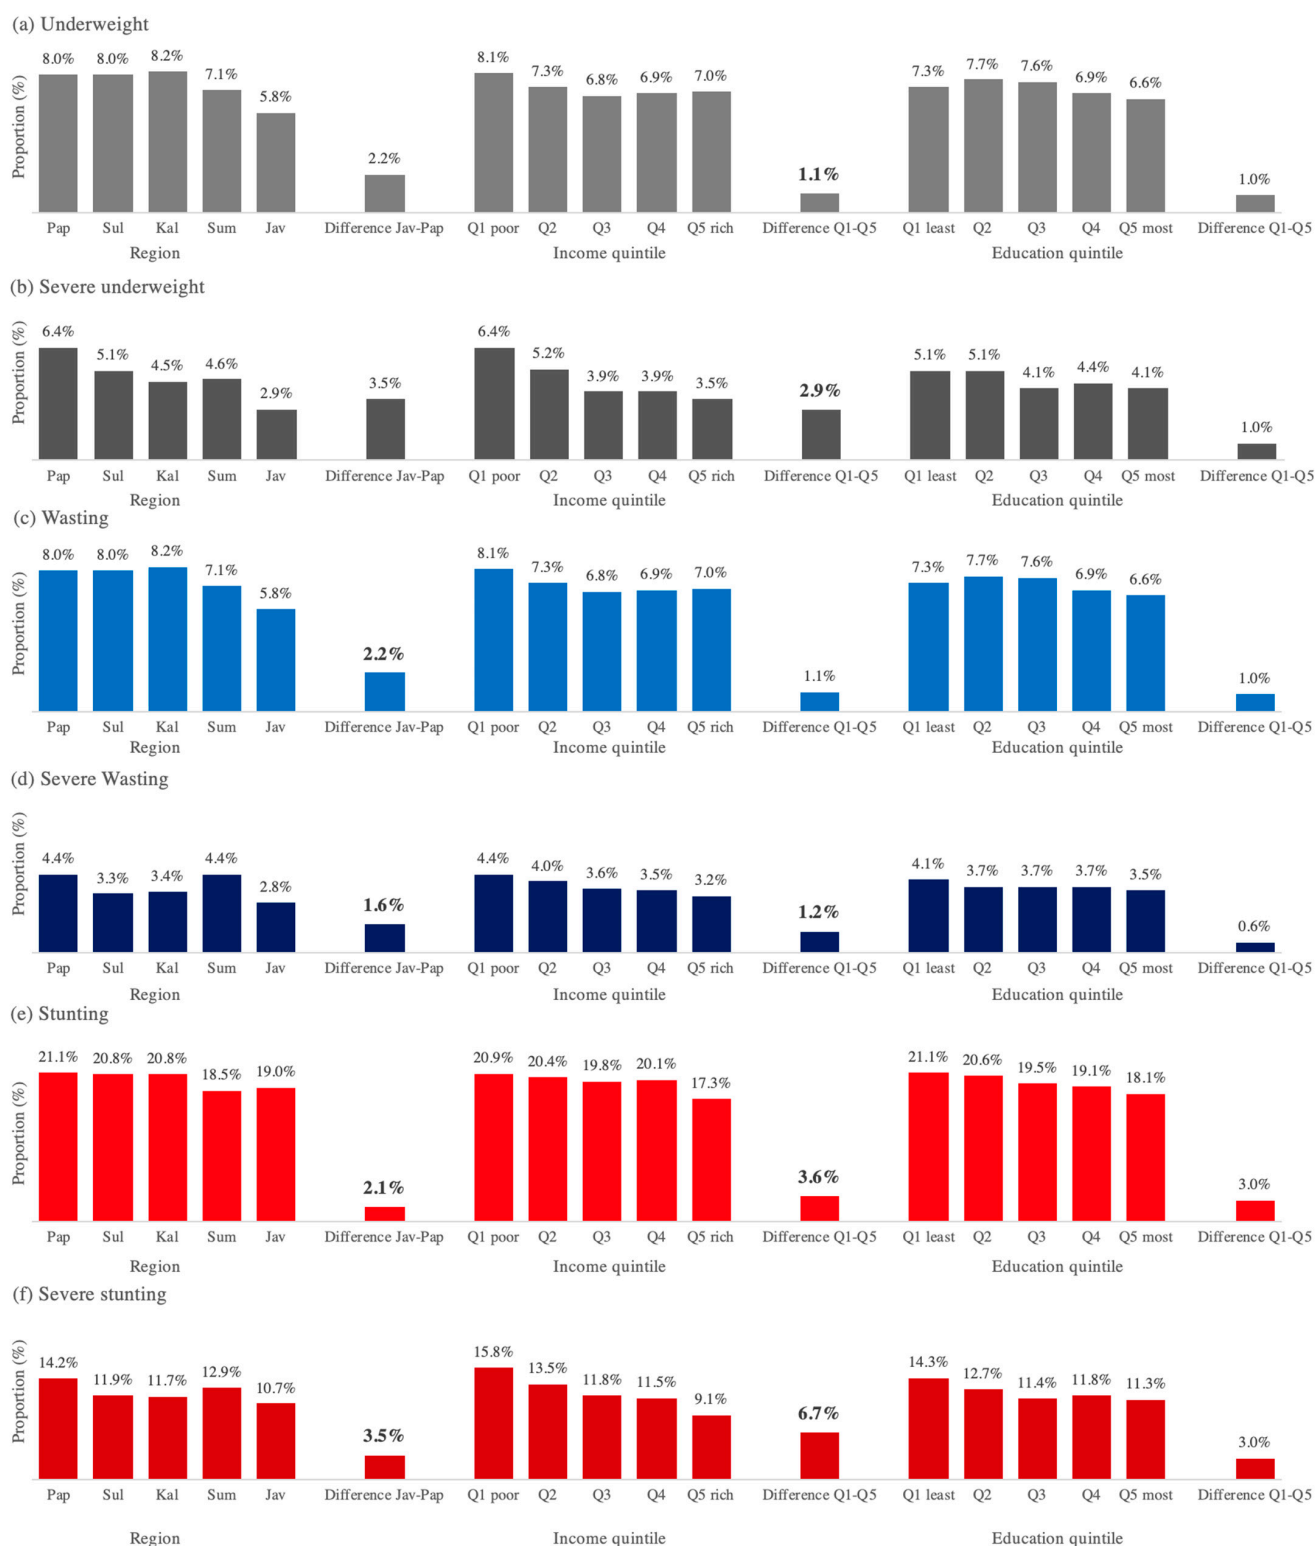 (a) Underweight
Proportion (%)
8.0% 8.0% 8.2% 7.1% 5.8% 2.2% 8.1% 7.3% 6.8% 6.9% 7.0% 1.1% 7.3% 7.7% 7.6% 6.9% 6.6% 1.0%
Pap Sul Kal Sum Jav Difference Jav-Pap Q1 poor Q2 Q3 Q4 Q5 rich Difference Q1-Q5 Q1 least Q2 Q3 Q4 Q5 most Difference Q1-Q5
Region Income quintile Education quintile
(b) Severe underweight
Proportion (%)
6.4% 5.1% 4.5% 4.6% 2.9% 3.5% 6.4% 5.2% 3.9% 3.9% 3.5% 2.9% 5.1% 5.1% 4.1% 4.4% 4.1% 1.0%
Pap Sul Kal Sum Jav Difference Jav-Pap Q1 poor Q2 Q3 Q4 Q5 rich Difference Q1-Q5 Q1 least Q2 Q3 Q4 Q5 most Difference Q1-Q5
Region Income quintile Education quintile
(c) Wasting
Proportion (%)
8.0% 8.0% 8.2% 7.1% 5.8% 2.2% 8.1% 7.3% 6.8% 6.9% 7.0% 1.1% 7.3% 7.7% 7.6% 6.9% 6.6% 1.0%
Pap Sul Kal Sum Jav Difference Jav-Pap Q1 poor Q2 Q3 Q4 Q5 rich Difference Q1-Q5 Q1 least Q2 Q3 Q4 Q5 most Difference Q1-Q5
Region Income quintile Education quintile
(d) Severe Wasting
Proportion (%)
4.4% 3.3% 3.4% 4.4% 2.8% 1.6% 4.4% 4.0% 3.6% 3.5% 3.2% 1.2% 4.1% 3.7% 3.7% 3.7% 3.5% 0.6%
Pap Sul Kal Sum Jav Difference Jav-Pap Q1 poor Q2 Q3 Q4 Q5 rich Difference Q1-Q5 Q1 least Q2 Q3 Q4 Q5 most Difference Q1-Q5
Region Income quintile Education quintile
(e) Stunting
Proportion (%)
21.1% 20.8% 20.8% 18.5% 19.0% 2.1% 20.9% 20.4% 19.8% 20.1% 17.3% 3.6% 21.1% 20.6% 19.5% 19.1% 18.1% 3.0%
Pap Sul Kal Sum Jav Difference Jav-Pap Q1 poor Q2 Q3 Q4 Q5 rich Difference Q1-Q5 Q1 least Q2 Q3 Q4 Q5 most Difference Q1-Q5
Region Income quintile Education quintile
(f) Severe stunting
Proportion (%)
14.2% 11.9% 11.7% 12.9% 10.7% 3.5% 15.8% 13.5% 11.8% 11.5% 9.1% 6.7% 14.3% 12.7% 11.4% 11.8% 11.3% 3.0%
Pap Sul Kal Sum Jav Difference Jav-Pap Q1 poor Q2 Q3 Q4 Q5 rich Difference Q1-Q5 Q1 least Q2 Q3 Q4 Q5 most Difference Q1-Q5
Region Income quintile Education quintile